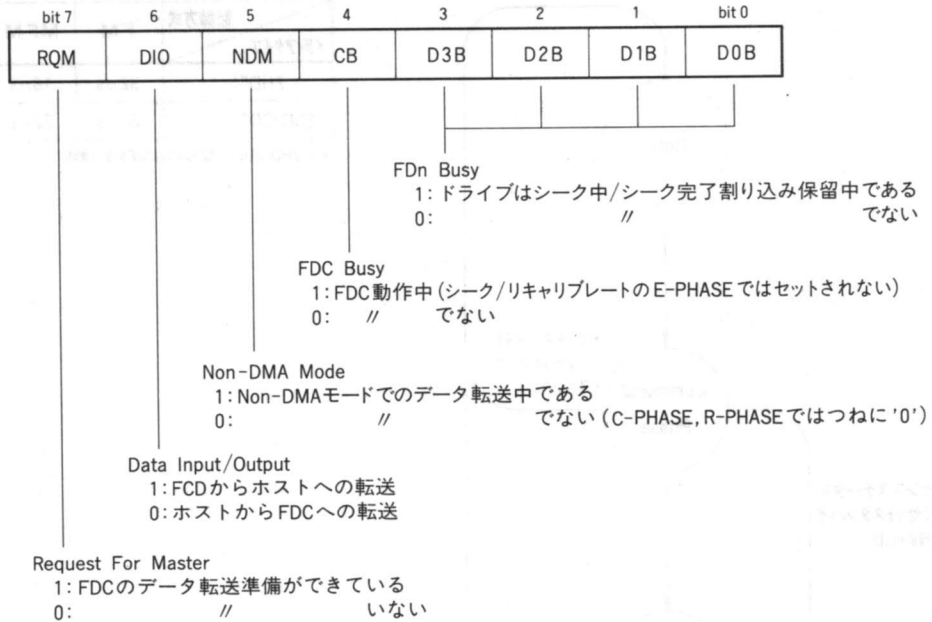 bit 7 6 5 4 3 2 1 bit 0
RQM DIO NDM CB D3B D2B D1B D0B
FDn Busy
1: ドライブはシーク中/シーク完了割り込み保留中である
0: 〃 でない
FDC Busy
1: FDC動作中(シーク/リキャリブレートのE-PHASEではセットされない)
0: 〃 でない
Non-DMA Mode
1: Non-DMAモードでのデータ転送中である
0: 〃 でない(C-PHASE, R-PHASEではつねに'0')
Data Input/Output
1: FCDからホストへの転送
0: ホストからFDCへの転送
Request For Master
1: FDCのデータ転送準備ができている
0: 〃 いない